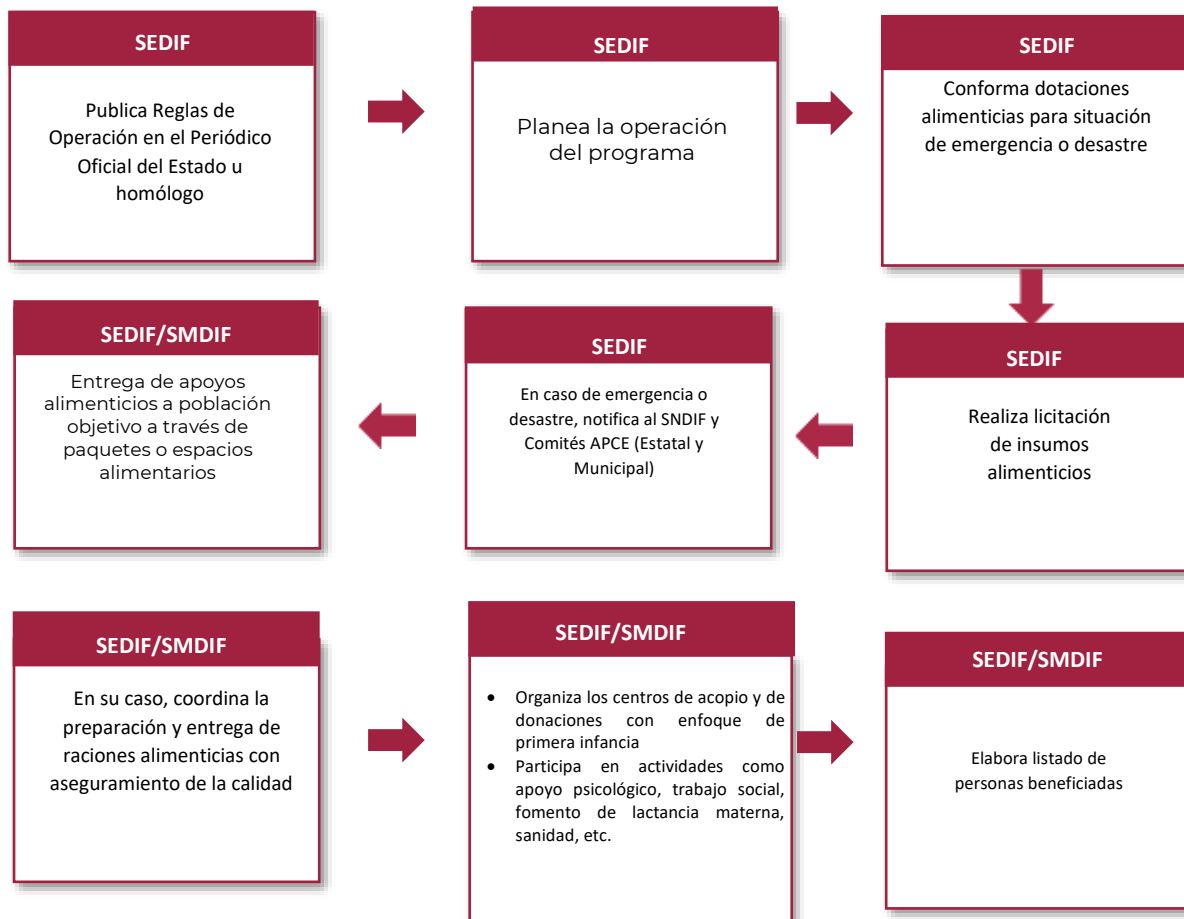 SEDIF
Publica Reglas de
Operación en el Periódico
Oficial del Estado u
homólogo
SEDIF
Planea la operación
del programa
SEDIF
Conforma dotaciones
alimenticias para situación
de emergencia o desastre
SEDIF
Realiza licitación
de insumos
alimenticios
SEDIF
En caso de emergencia o
desastre, notifica al SNDIF y
Comités APCE (Estatal y
Municipal)
SEDIF/SMDIF
Entrega de apoyos
alimenticios a población
objetivo a través de
paquetes o espacios
alimentarios
SEDIF/SMDIF
En su caso, coordina la
preparación y entrega de
raciones alimenticias con
aseguramiento de la calidad
SEDIF/SMDIF
• Organiza los centros de acopio y de
donaciones con enfoque de
primera infancia
• Participa en actividades como
apoyo psicológico, trabajo social,
fomento de lactancia materna,
sanidad, etc.
SEDIF/SMDIF
Elabora listado de
personas beneficiadas